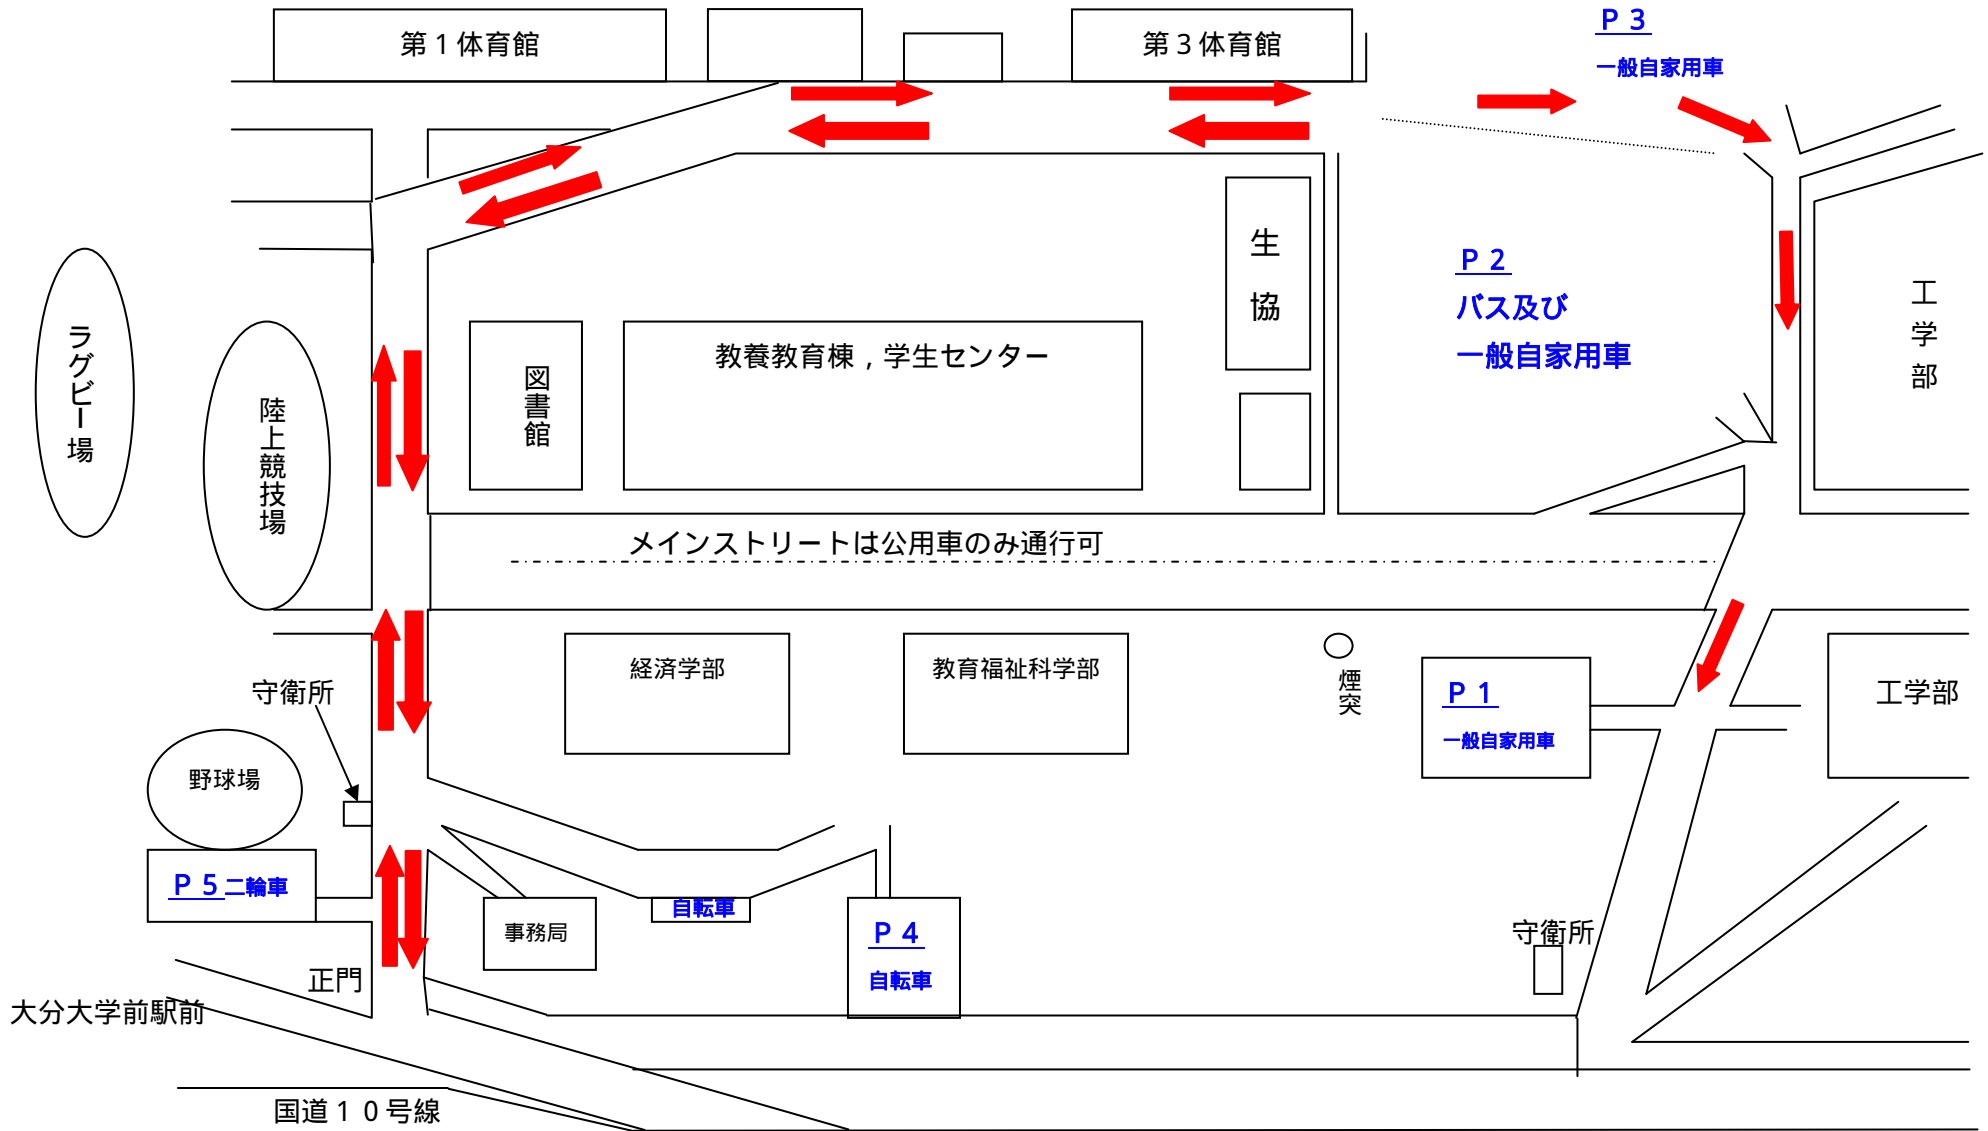 第１体育館
第３体育館
Ｐ３
一般自家用車
生協
Ｐ２
バス及び
一般自家用車
工学部
ラグビー場
陸上競技場
図書館
教養教育棟，学生センター
メインストリートは公用車のみ通行可
守衛所
経済学部
教育福祉科学部
煙突
Ｐ１
一般自家用車
工学部
野球場
Ｐ５二輪車
事務局
自転車
Ｐ４
自転車
守衛所
正門
大分大学前駅前
国道１０号線